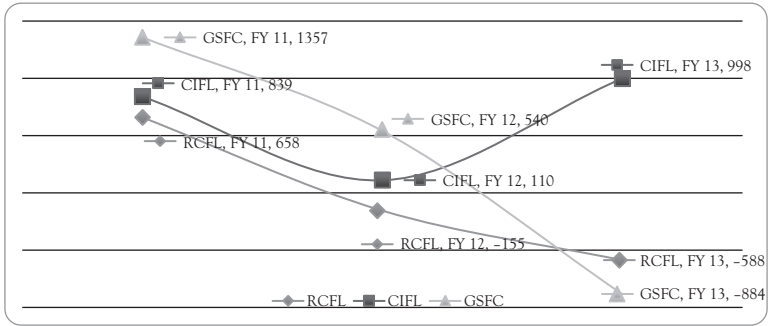 GSFC, FY 11, 1357
CIFL, FY 13, 998
CIFL, FY 11, 839
GSFC, FY 12, 540
RCFL, FY 11, 658
CIFL, FY 12, 110
RCFL, FY 12, –155
RCFL, FY 13, –588
GSFC, FY 13, –884
RCFL CIFL GSFC